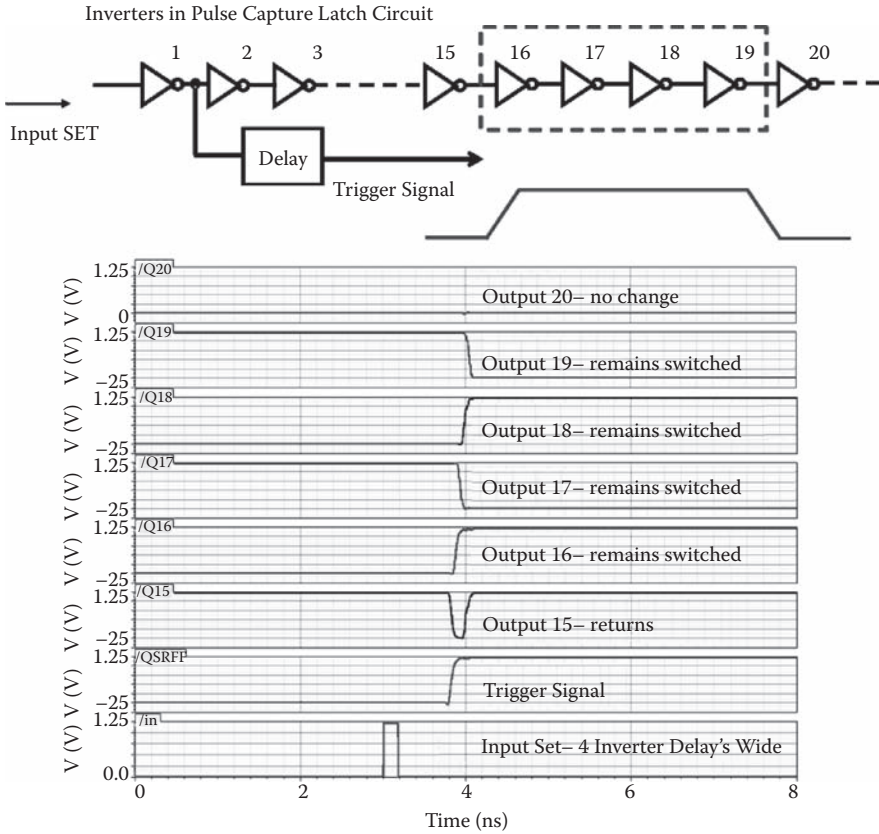 Inverters in Pulse Capture Latch Circuit
1 2 3 15 16 17 18 19 20
Input SET
Delay
Trigger Signal
/Q20
1.25
V (V)
0
Output 20– no change
/Q19
1.25
V (V)
–25
Output 19– remains switched
/Q18
1.25
V (V)
–25
Output 18– remains switched
/Q17
1.25
V (V)
–25
Output 17– remains switched
/Q16
1.25
V (V)
–25
Output 16– remains switched
/Q15
1.25
V (V)
–25
Output 15– returns
/QSRFF
1.25
V (V)
–25
Trigger Signal
/in
1.25
V (V)
0.0
Input Set– 4 Inverter Delay's Wide
0 2 4 6 8
Time (ns)